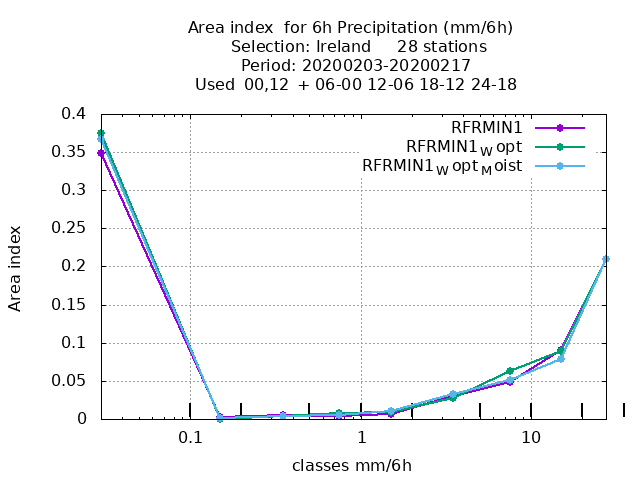 Area index  for 6h Precipitation (mm/6h)
Selection: Ireland     28 stations
Period: 20200203-20200217
Used  00,12  + 06-00 12-06 18-12 24-18
RFRMIN1
RFRMIN1Wopt
RFRMIN1WoptMoist
0.4
0.35
0.3
0.25
0.2
0.15
0.1
0.05
0
Area index
0.1 1 10
classes mm/6h